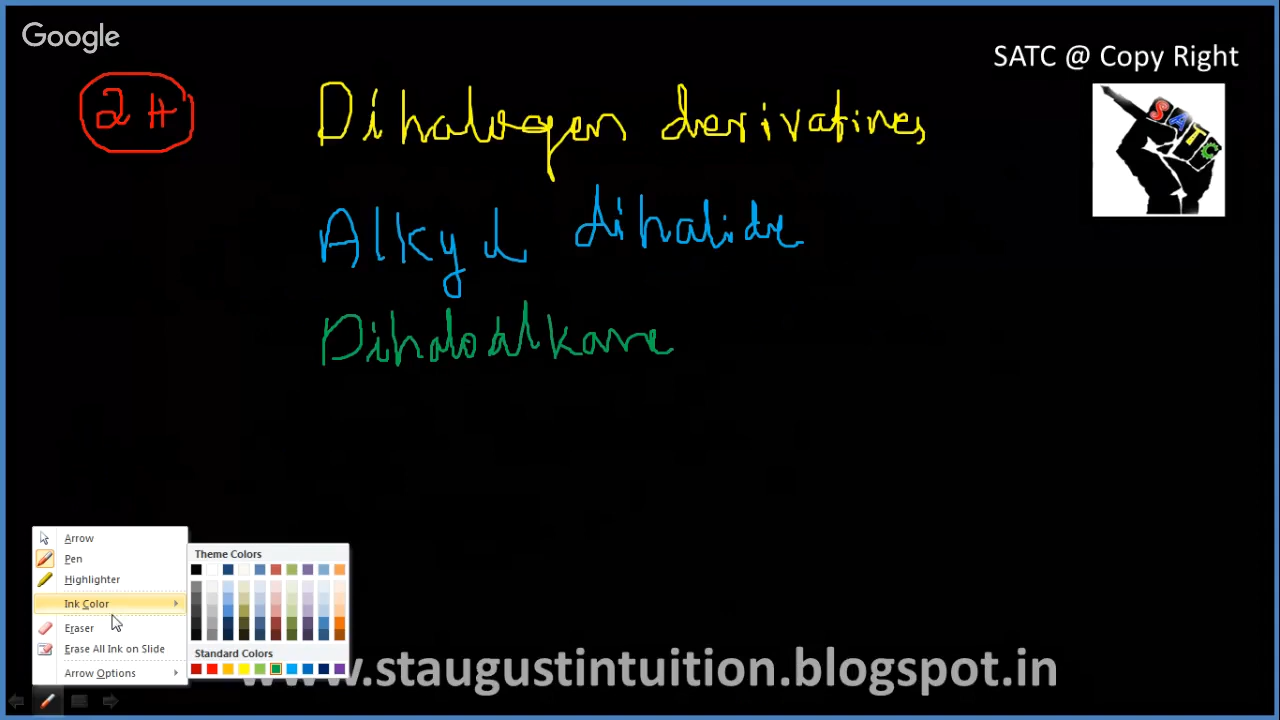 Google
SATC @ Copy Right
SATC
2 H
Dihalogen derivatives
Alkyl dihalide
Dihaloalkane
Arrow
Pen
Highlighter
Ink Color
Eraser
Erase All Ink on Slide
Arrow Options
Theme Colors
Standard Colors
www.staugustintuition.blogspot.in